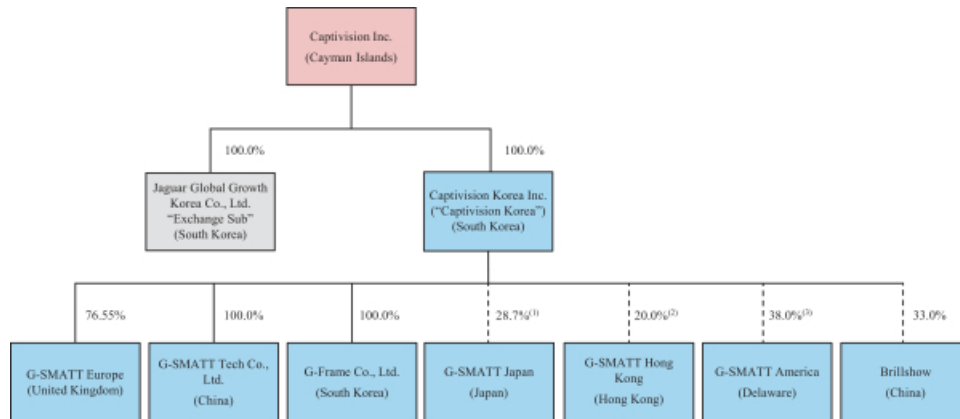 Captivision Inc.
(Cayman Islands)
100.0%
100.0%
Jaguar Global Growth
Korea Co., Ltd.
“Exchange Sub”
(South Korea)
Captivision Korea Inc.
(“Captivision Korea”)
(South Korea)
76.55%
100.0%
100.0%
28.7%(1)
20.0%(2)
38.0%(3)
33.0%
G-SMATT Europe
(United Kingdom)
G-SMATT Tech Co.,
Ltd.
(China)
G-Frame Co., Ltd.
(South Korea)
G-SMATT Japan
(Japan)
G-SMATT Hong
Kong
(Hong Kong)
G-SMATT America
(Delaware)
Brillshow
(China)